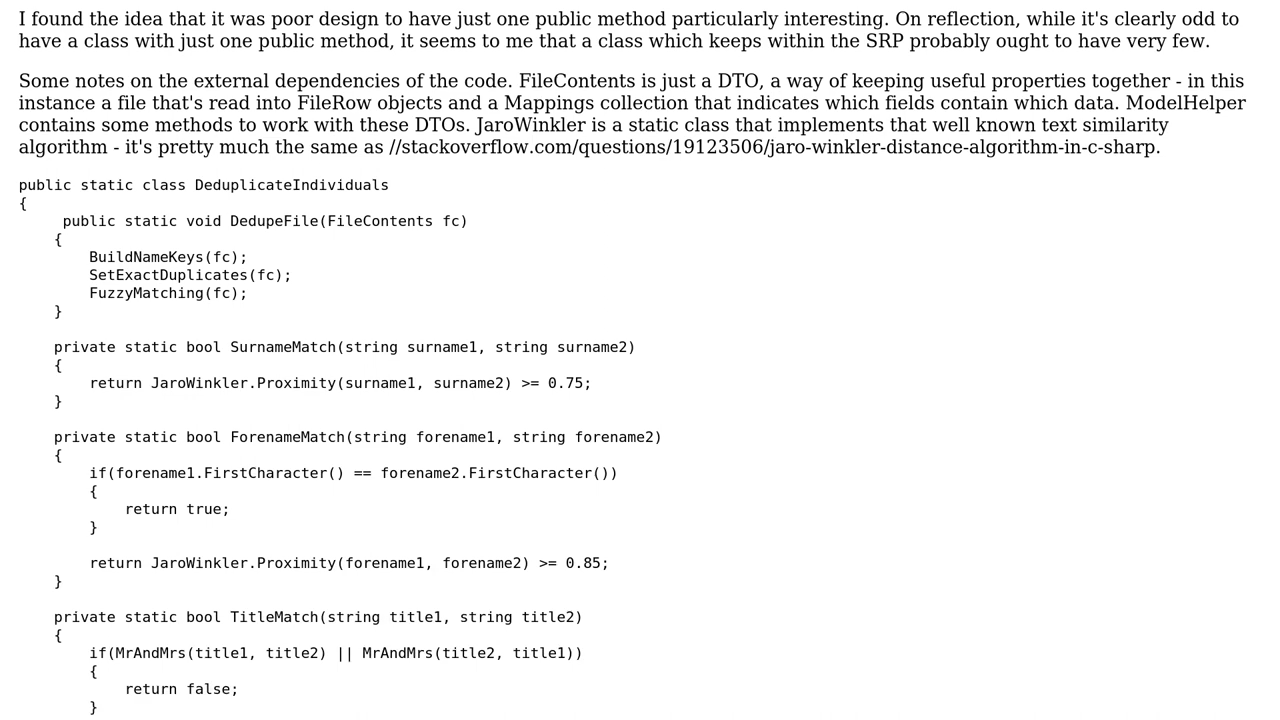 I found the idea that it was poor design to have just one public method particularly interesting. On reflection, while it's clearly odd to
have a class with just one public method, it seems to me that a class which keeps within the SRP probably ought to have very few.
Some notes on the external dependencies of the code. FileContents is just a DTO, a way of keeping useful properties together - in this
instance a file that's read into FileRow objects and a Mappings collection that indicates which fields contain which data. ModelHelper
contains some methods to work with these DTOs. JaroWinkler is a static class that implements that well known text similarity
algorithm - it's pretty much the same as //stackoverflow.com/questions/19123506/jaro-winkler-distance-algorithm-in-c-sharp.
public static class DeduplicateIndividuals
{
     public static void DedupeFile(FileContents fc)
    {
        BuildNameKeys(fc);
        SetExactDuplicates(fc);
        FuzzyMatching(fc);
    }
    private static bool SurnameMatch(string surname1, string surname2)
    {
        return JaroWinkler.Proximity(surname1, surname2) >= 0.75;
    }
    private static bool ForenameMatch(string forename1, string forename2)
    {
        if(forename1.FirstCharacter() == forename2.FirstCharacter())
        {
            return true;
        }
        return JaroWinkler.Proximity(forename1, forename2) >= 0.85;
    }
    private static bool TitleMatch(string title1, string title2)
    {
        if(MrAndMrs(title1, title2) || MrAndMrs(title2, title1))
        {
            return false;
        }